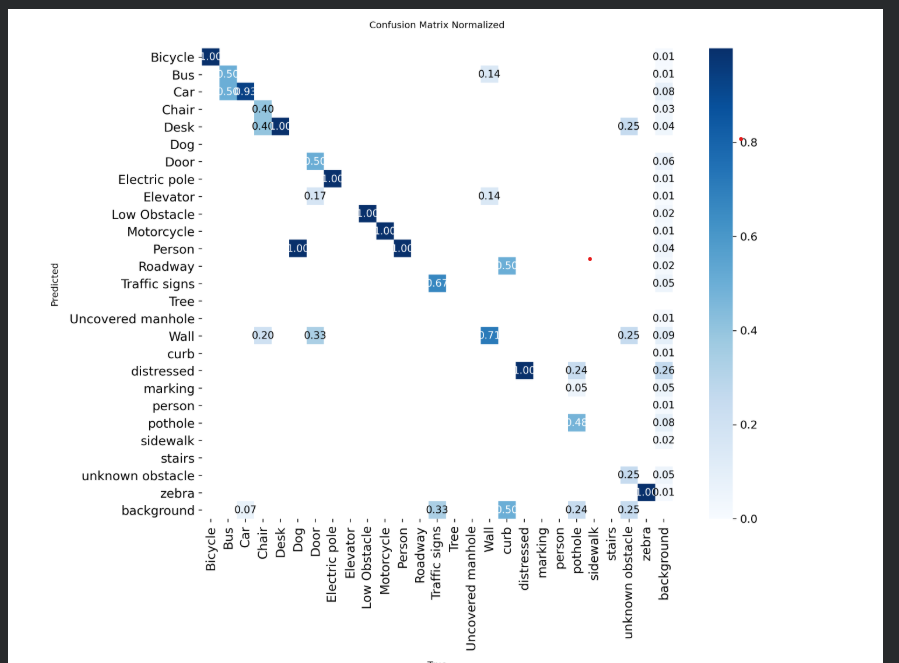 Confusion Matrix Normalized
Predicted
Bicycle 1.00 0.01
Bus 0.50 0.14 0.01
Car 0.50 0.93 0.08
Chair 0.40 0.03
Desk 0.40 1.00 0.25 0.04
Dog
Door 0.50 0.06
Electric pole 1.00 0.01
Elevator 0.17 0.14 0.01
Low Obstacle 1.00 0.02
Motorcycle 1.00 0.01
Person 1.00 1.00 0.04
Roadway 0.50 0.02
Traffic signs 0.67 0.05
Tree
Uncovered manhole 0.01
Wall 0.20 0.33 0.71 0.25 0.09
curb 0.01
distressed 1.00 0.24 0.26
marking 0.05 0.05
person 0.01
pothole 0.48 0.08
sidewalk 0.02
stairs
unknown obstacle 0.25 0.05
zebra 1.00 0.01
background 0.07 0.33 0.50 0.24 0.25
Bicycle
Bus
Car
Chair
Desk
Dog
Door
Electric pole
Elevator
Low Obstacle
Motorcycle
Person
Roadway
Traffic signs
Tree
Uncovered manhole
Wall
curb
distressed
marking
person
pothole
sidewalk
stairs
unknown obstacle
zebra
background
0.8
0.6
0.4
0.2
0.0